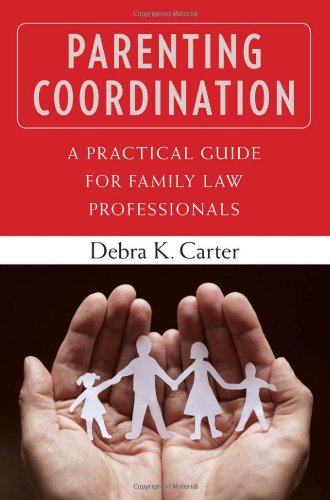 PARENTING
COORDINATION
A PRACTICAL GUIDE
FOR FAMILY LAW
PROFESSIONALS
Debra K. Carter